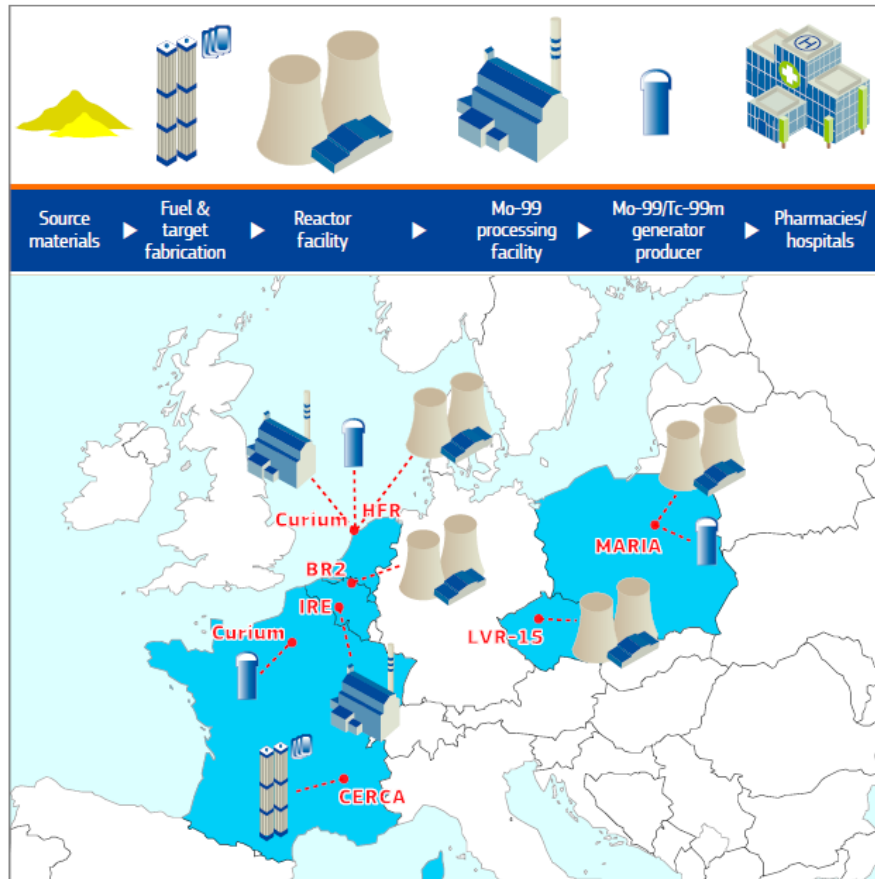 H
Source
materials
Fuel &
target
fabrication
Reactor
facility
Mo-99
processing
facility
Mo-99/Tc-99m
generator
producer
Pharmacies/
hospitals
HFR
Curium
MARIA
BR2
IRE
Curium
LVR-15
CERCA